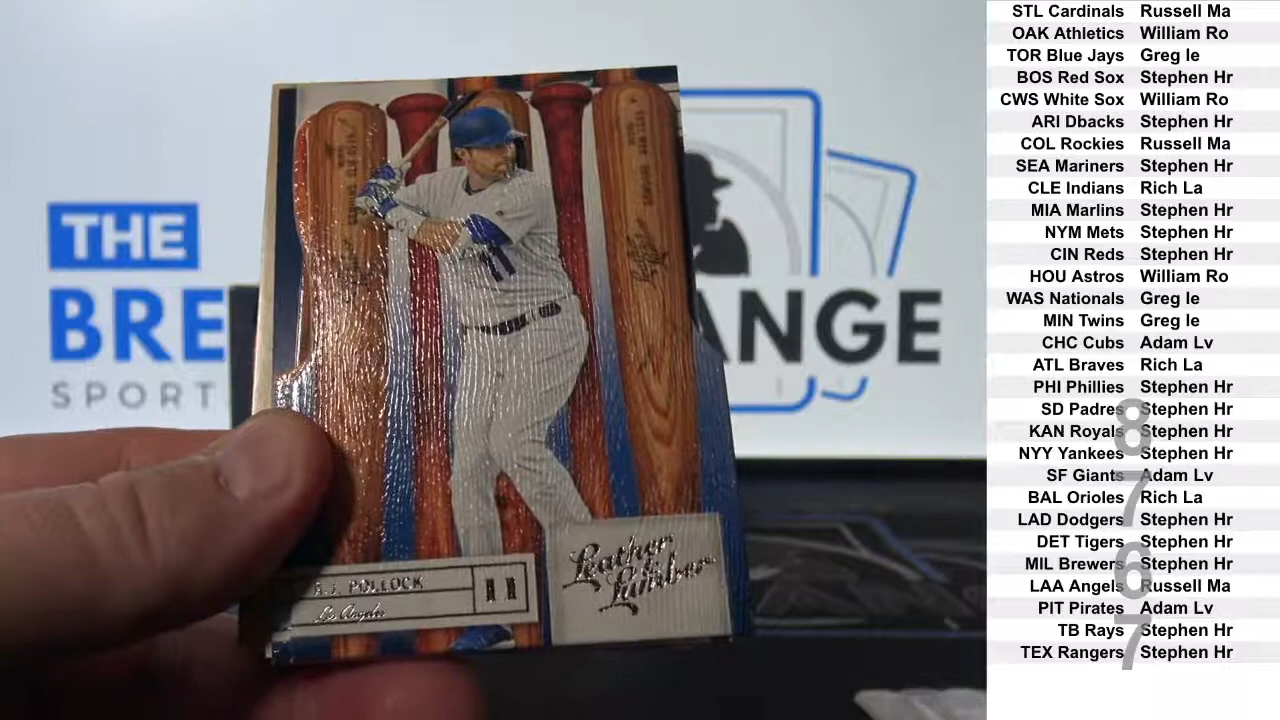 THE
BRE
ANGE
SPORT
A.J. POLLOCK
Los Angeles
11
Leather
& Lumber
STL Cardinals Russell Ma
OAK Athletics William Ro
TOR Blue Jays Greg Ie
BOS Red Sox Stephen Hr
CWS White Sox William Ro
ARI Dbacks Stephen Hr
COL Rockies Russell Ma
SEA Mariners Stephen Hr
CLE Indians Rich La
MIA Marlins Stephen Hr
NYM Mets Stephen Hr
CIN Reds Stephen Hr
HOU Astros William Ro
WAS Nationals Greg Ie
MIN Twins Greg Ie
CHC Cubs Adam Lv
ATL Braves Rich La
PHI Phillies Stephen Hr
SD Padres Stephen Hr
KAN Royals Stephen Hr
NYY Yankees Stephen Hr
SF Giants Adam Lv
BAL Orioles Rich La
LAD Dodgers Stephen Hr
DET Tigers Stephen Hr
MIL Brewers Stephen Hr
LAA Angels Russell Ma
PIT Pirates Adam Lv
TB Rays Stephen Hr
TEX Rangers Stephen Hr
8
7
6
7